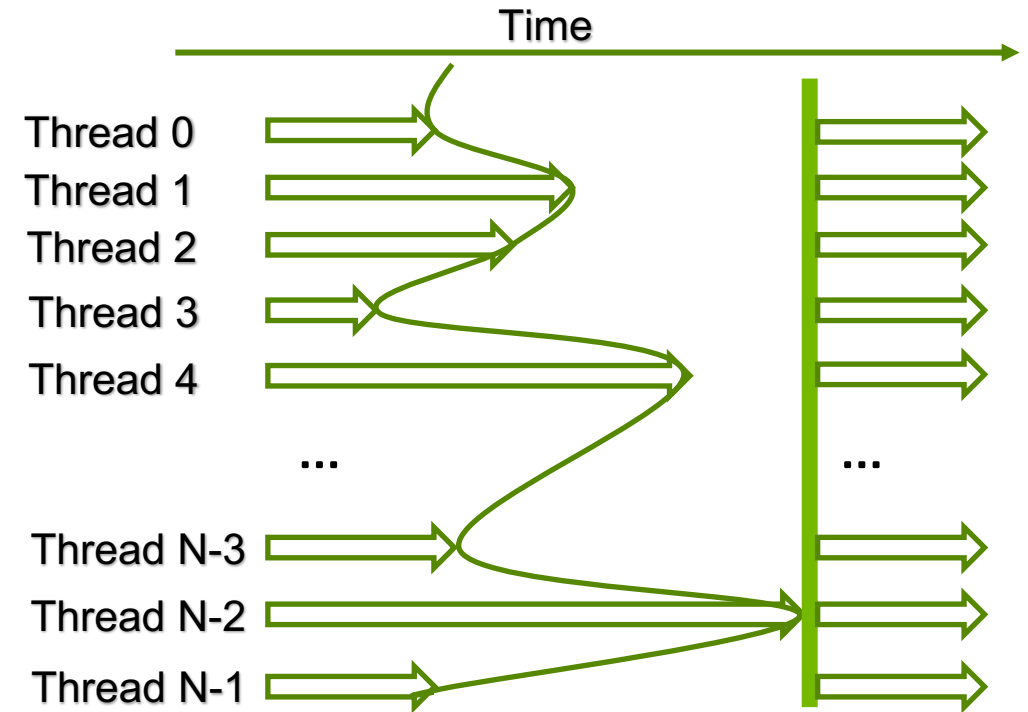 Time
Thread 0
Thread 1
Thread 2
Thread 3
Thread 4
... ...
Thread N-3
Thread N-2
Thread N-1